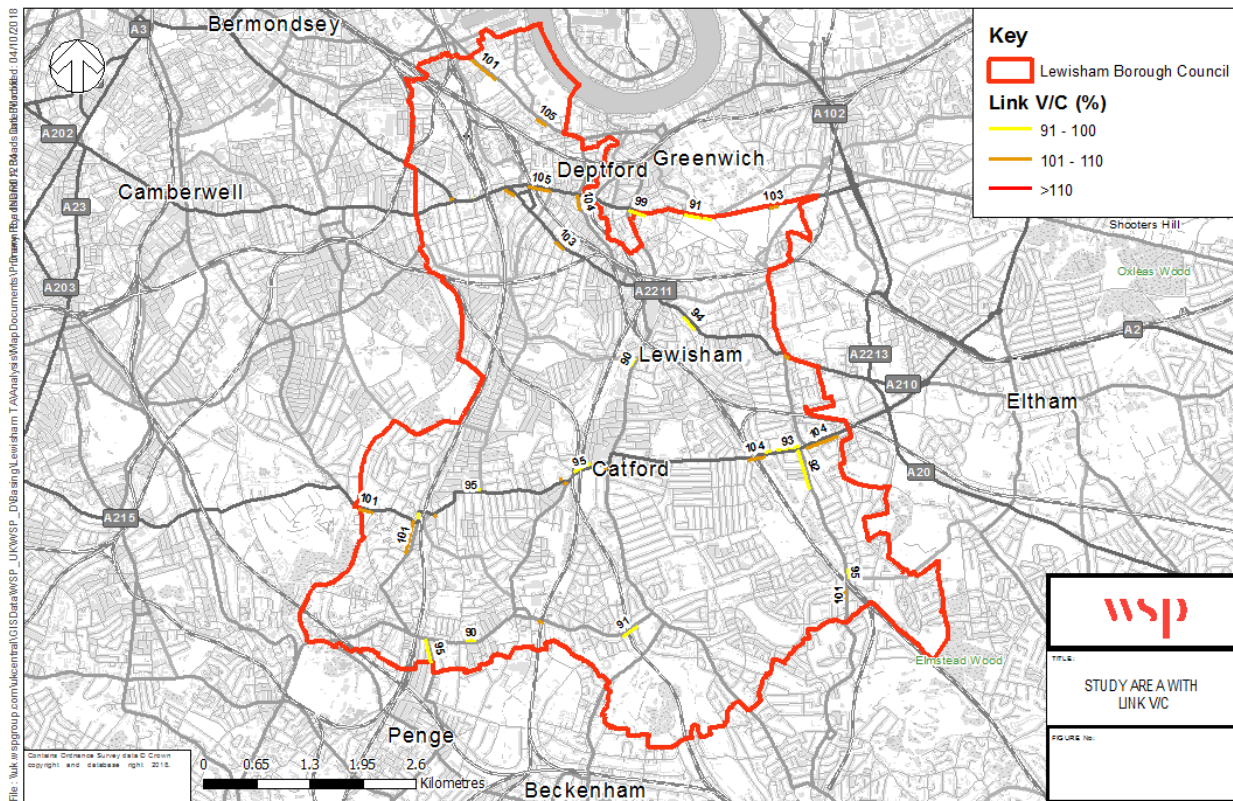 Bermondsey
A3
A202
Camberwell
A23
A203
A215
Deptford
Greenwich
A102
A2211
Lewisham
Catford
A2213
A210
A2
Eltham
A20
Shooters Hill
Oxleas Wood
Elmstead Wood
Penge
Beckenham
101
105
105
104
99
91
103
103
94
90
95
95
101
101
104
93
104
95
101
91
90
95
Key
Lewisham Borough Council
Link V/C (%)
91 - 100
101 - 110
>110
0 0.65 1.3 1.95 2.6
Kilometres
Contains Ordnance Survey data © Crown
copyright and database right 2018.
wsp
TITLE:
STUDY AREA WITH
LINK V/C
FIGURE No: